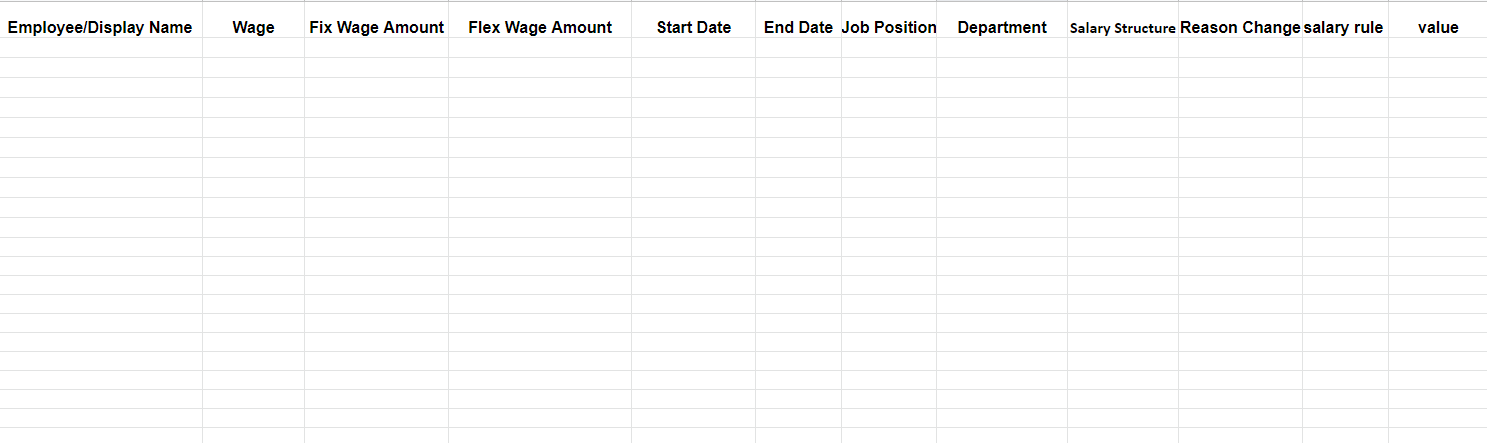 Employee/Display Name Wage Fix Wage Amount Flex Wage Amount Start Date End Date Job Position Department Salary Structure Reason Change salary rule value